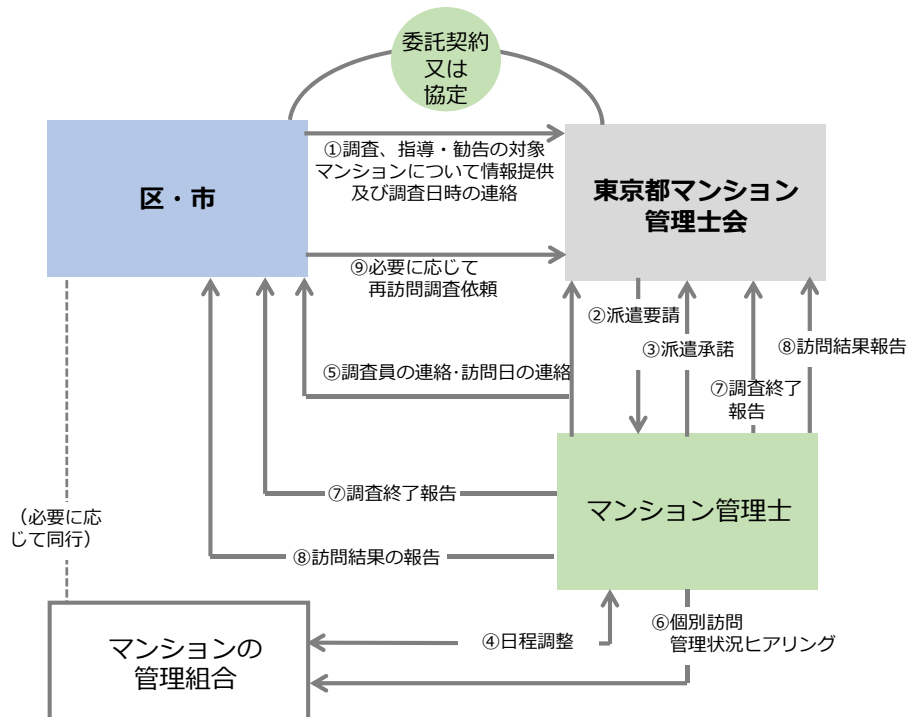 委託契約
又は
協定
区・市
①調査、指導・勧告の対象
マンションについて情報提供
及び調査日時の連絡
東京都マンション
管理士会
⑨必要に応じて
再訪問調査依頼
②派遣要請
③派遣承諾
⑧訪問結果報告
⑤調査員の連絡・訪問日の連絡
⑦調査終了
報告
⑦調査終了報告
マンション管理士
（必要に応
じて同行）
⑧訪問結果の報告
マンションの
管理組合
④日程調整
⑥個別訪問
管理状況ヒアリング